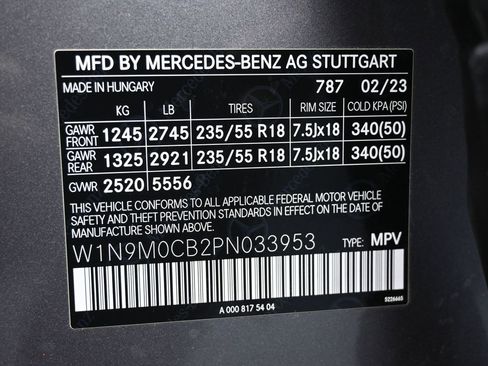 MFD BY MERCEDES-BENZ AG STUTTGART
MADE IN HUNGARY 787 02/23
KG LB TIRES RIM SIZE COLD KPA(PSI)
GAWR FRONT 1245 2745 235/55 R18 7.5Jx18 340(50)
GAWR REAR 1325 2921 235/55 R18 7.5Jx18 340(50)
GVWR 2520 5556
THIS VEHICLE CONFORMS TO ALL APPLICABLE FEDERAL MOTOR VEHICLE
SAFETY AND THEFT PREVENTION STANDARDS IN EFFECT ON THE DATE OF
MANUFACTURE SHOWN ABOVE.
W1N9M0CB2PN033953 TYPE: MPV
A 000 817 54 04 5226665